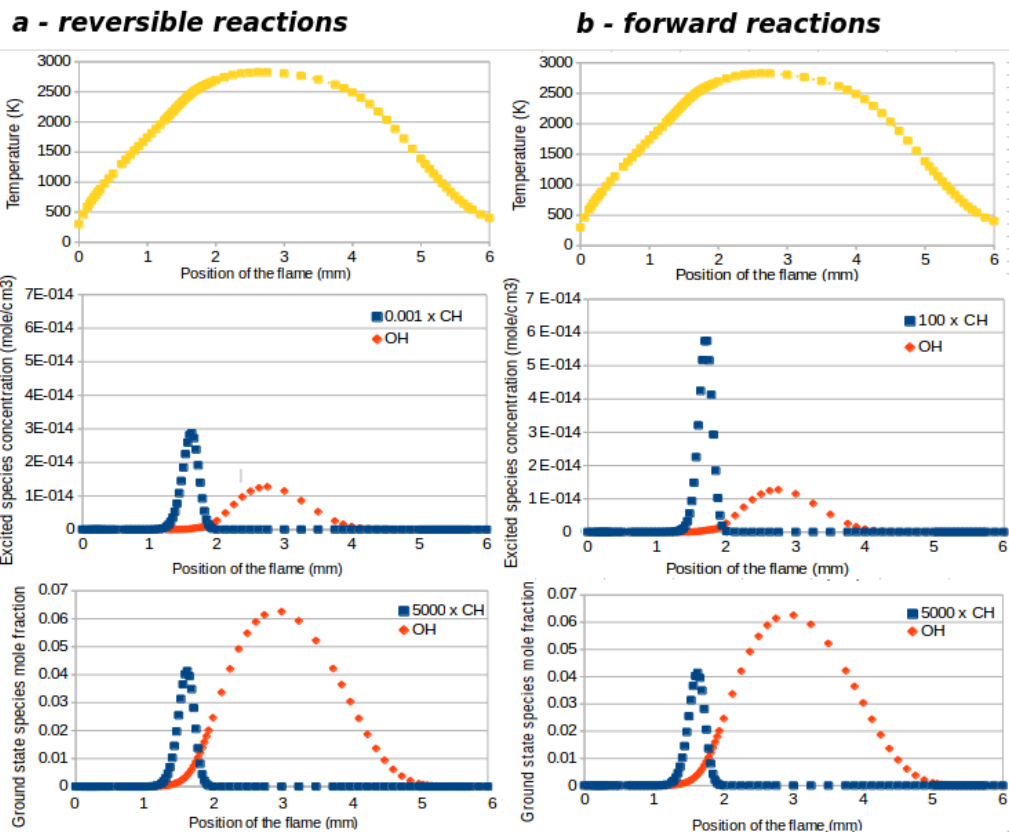 a - reversible reactions
b - forward reactions
Temperature (K)
3000
2500
2000
1500
1000
500
0
0 1 2 3 4 5 6
Position of the flame (mm)
Temperature (K)
3000
2500
2000
1500
1000
500
0
0 1 2 3 4 5 6
Position of the flame (mm)
Excited species concentration (mole/cm3)
7E-014
6E-014
5E-014
4E-014
3E-014
2E-014
1E-014
0
0.001 x CH
OH
0 1 2 3 4 5 6
Position of the flame (mm)
Excited species concentration (mole/cm3)
7 E-014
6 E-014
5 E-014
4 E-014
3 E-014
2 E-014
1 E-014
0
100 x CH
OH
0 1 2 3 4 5 6
Position of the flame (mm)
Ground state species mole fraction
0.07
0.06
0.05
0.04
0.03
0.02
0.01
0
5000 x CH
OH
0 1 2 3 4 5 6
Position of the flame (mm)
Ground state species mole fraction
0.07
0.06
0.05
0.04
0.03
0.02
0.01
0
5000 x CH
OH
0 1 2 3 4 5 6
Position of the flame (mm)